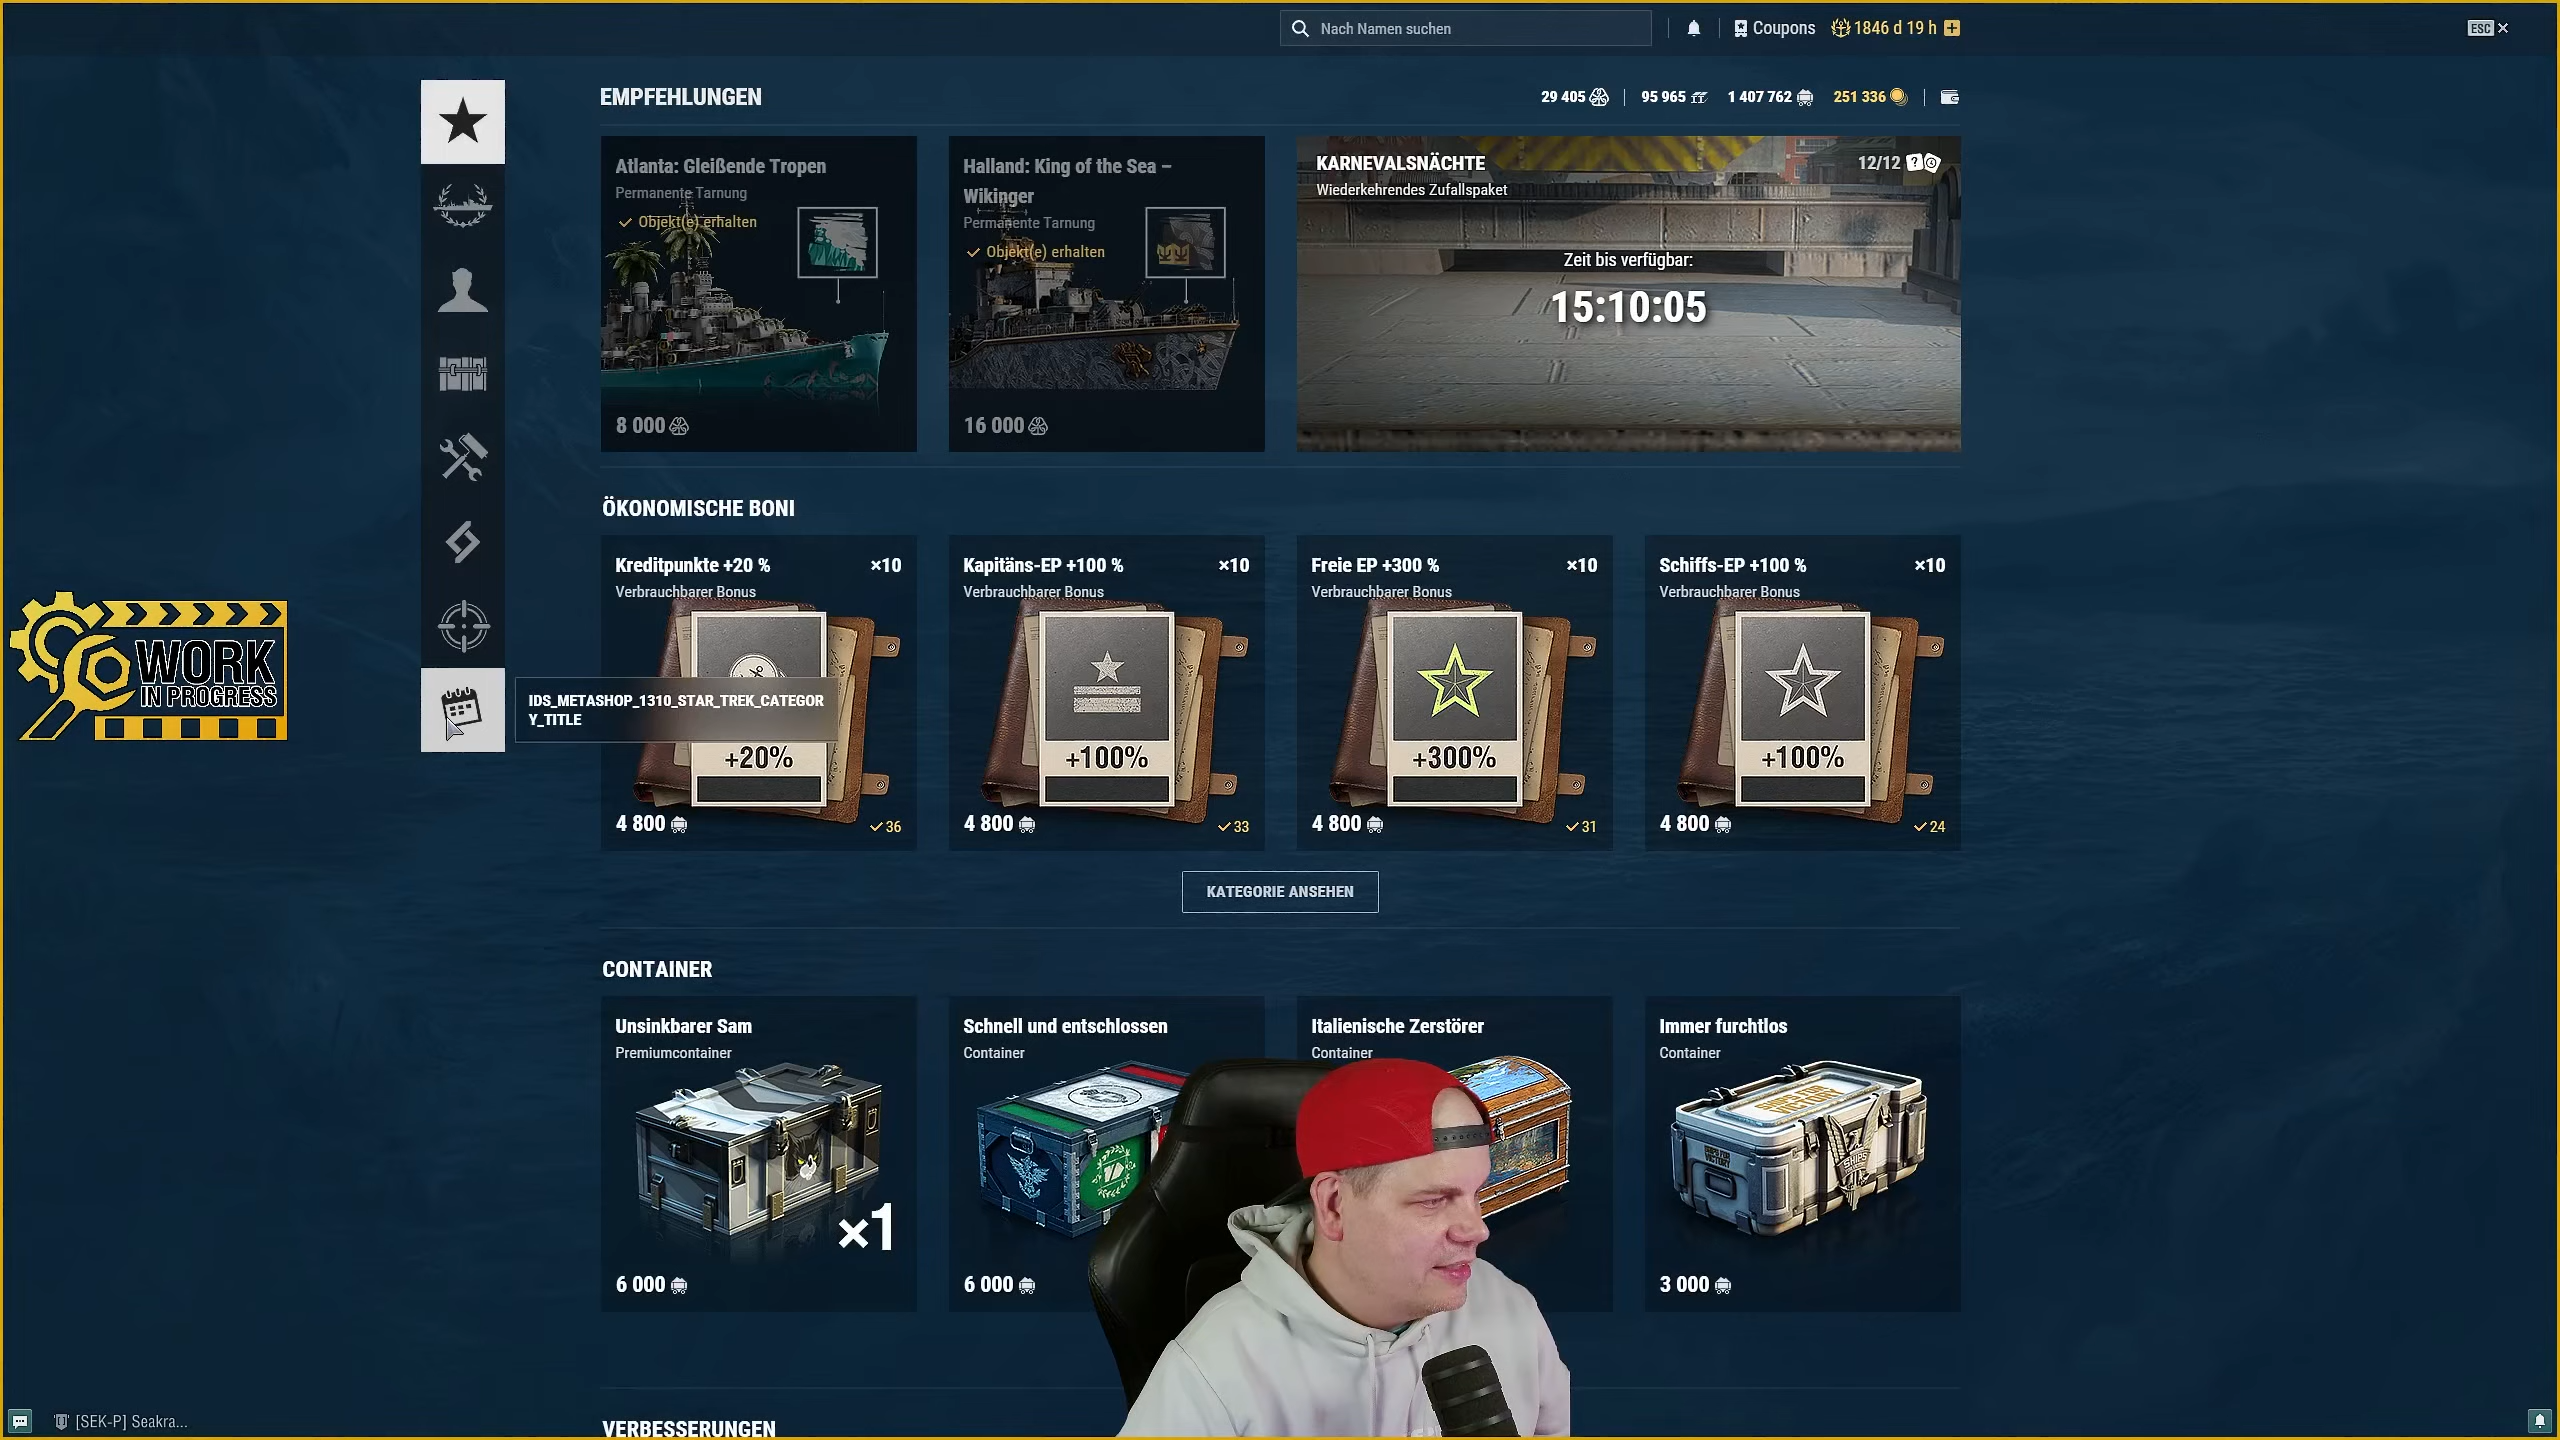 Nach Namen suchen
Coupons
1846 d 19 h
ESC
EMPFEHLUNGEN
29 405
95 965
1 407 762
251 336
Atlanta: Gleißende Tropen
Permanente Tarnung
Objekt(e) erhalten
8 000
Halland: King of the Sea –
Wikinger
Permanente Tarnung
Objekt(e) erhalten
16 000
KARNEVALSNÄCHTE
12/12
Wiederkehrendes Zufallspaket
Zeit bis verfügbar:
15:10:05
ÖKONOMISCHE BONI
Kreditpunkte +20 %
×10
Verbrauchbarer Bonus
+20%
4 800
36
Kapitäns-EP +100 %
×10
Verbrauchbarer Bonus
+100%
4 800
33
Freie EP +300 %
×10
Verbrauchbarer Bonus
+300%
4 800
31
Schiffs-EP +100 %
×10
Verbrauchbarer Bonus
+100%
4 800
24
WORK
IN PROGRESS
IDS_METASHOP_1310_STAR_TREK_CATEGOR
Y_TITLE
KATEGORIE ANSEHEN
CONTAINER
Unsinkbarer Sam
Premiumcontainer
×1
6 000
Schnell und entschlossen
Container
6 000
Italienische Zerstörer
Container
Immer furchtlos
Container
SHIPS
3 000
VERBESSERUNGEN
[SEK-P] Seakra...